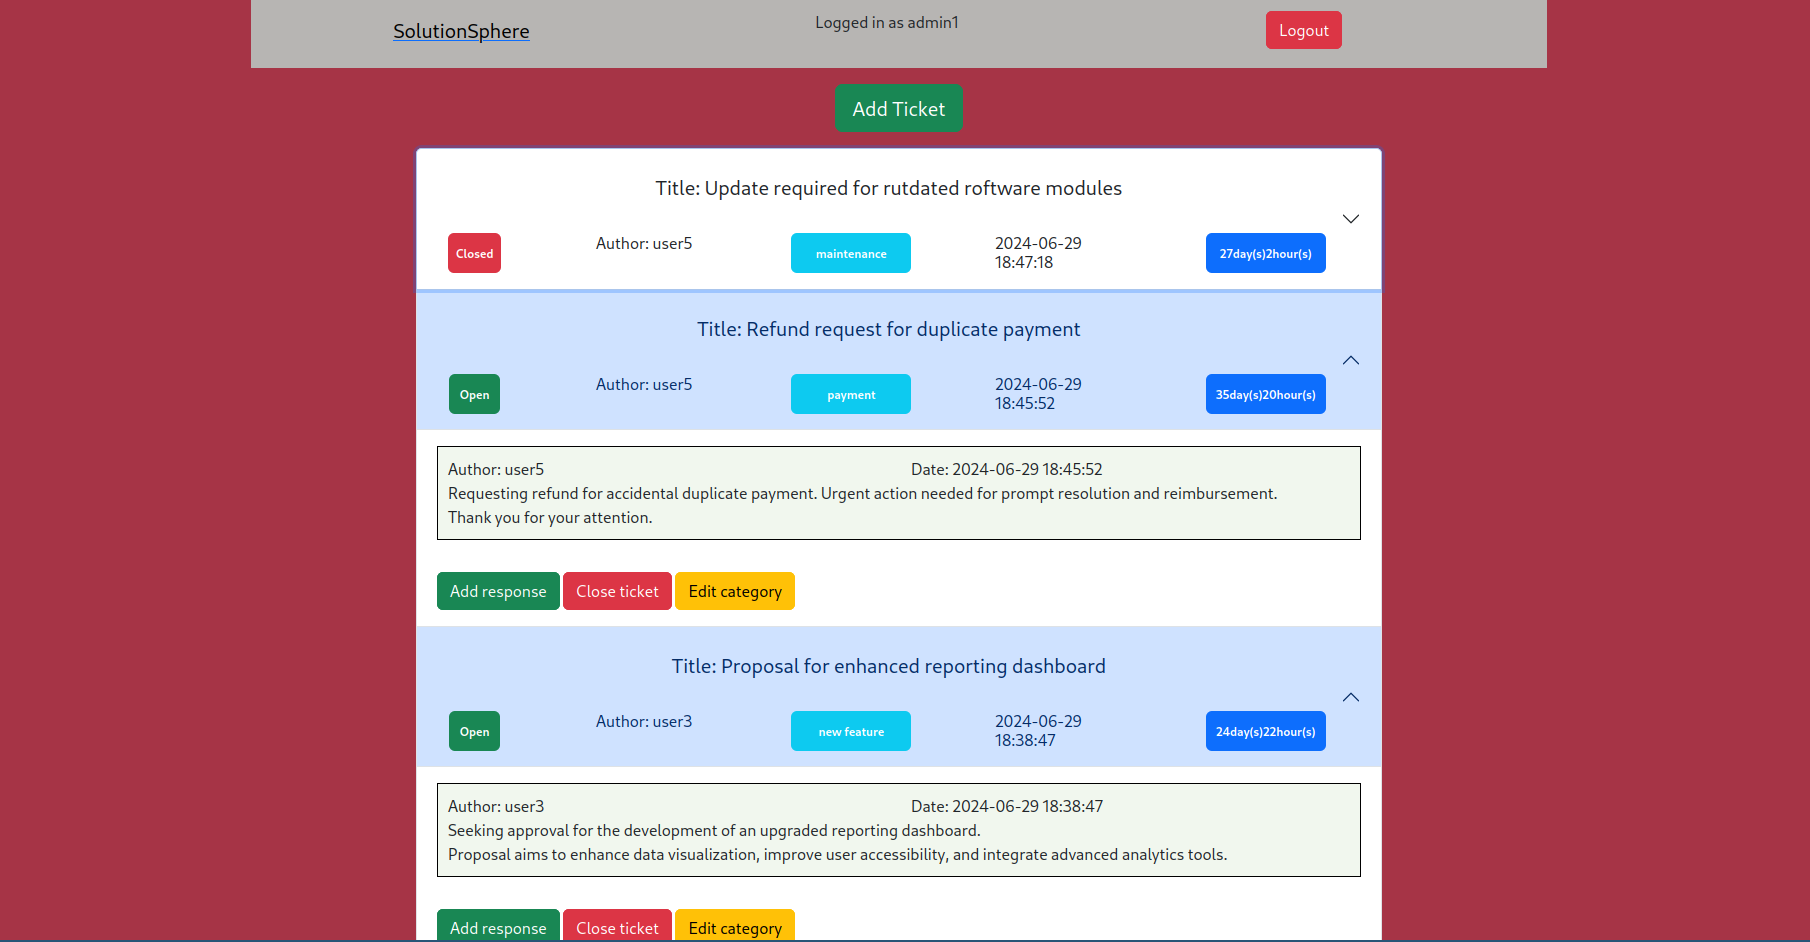 SolutionSphere
Logged in as admin1
Logout
Add Ticket
Title: Update required for rutdated roftware modules
Closed
Author: user5
maintenance
2024-06-29
18:47:18
27day(s)2hour(s)
Title: Refund request for duplicate payment
Open
Author: user5
payment
2024-06-29
18:45:52
35day(s)20hour(s)
Author: user5
Date: 2024-06-29 18:45:52
Requesting refund for accidental duplicate payment. Urgent action needed for prompt resolution and reimbursement.
Thank you for your attention.
Add response
Close ticket
Edit category
Title: Proposal for enhanced reporting dashboard
Open
Author: user3
new feature
2024-06-29
18:38:47
24day(s)22hour(s)
Author: user3
Date: 2024-06-29 18:38:47
Seeking approval for the development of an upgraded reporting dashboard.
Proposal aims to enhance data visualization, improve user accessibility, and integrate advanced analytics tools.
Add response
Close ticket
Edit category